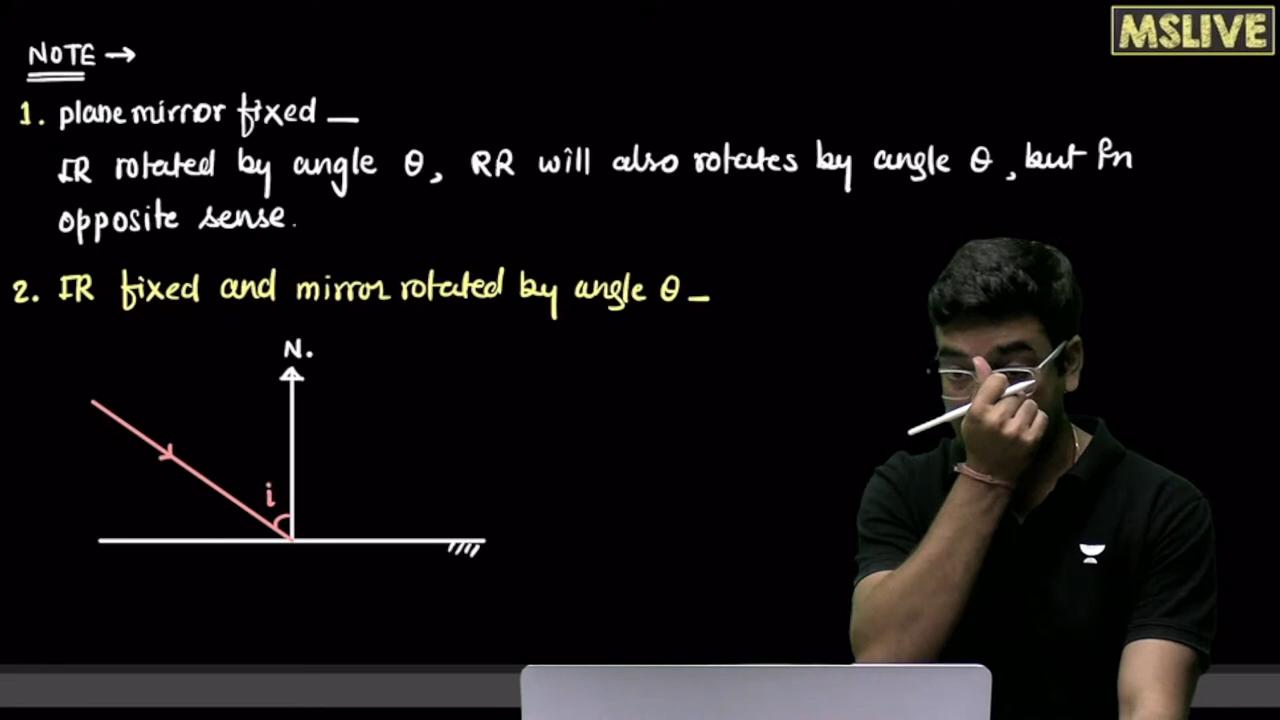 MSLIVE
NOTE →
1. plane mirror fixed _
IR rotated by angle θ, RR will also rotates by angle θ, but in
opposite sense.
2. IR fixed and mirror rotated by angle θ _
N.
i